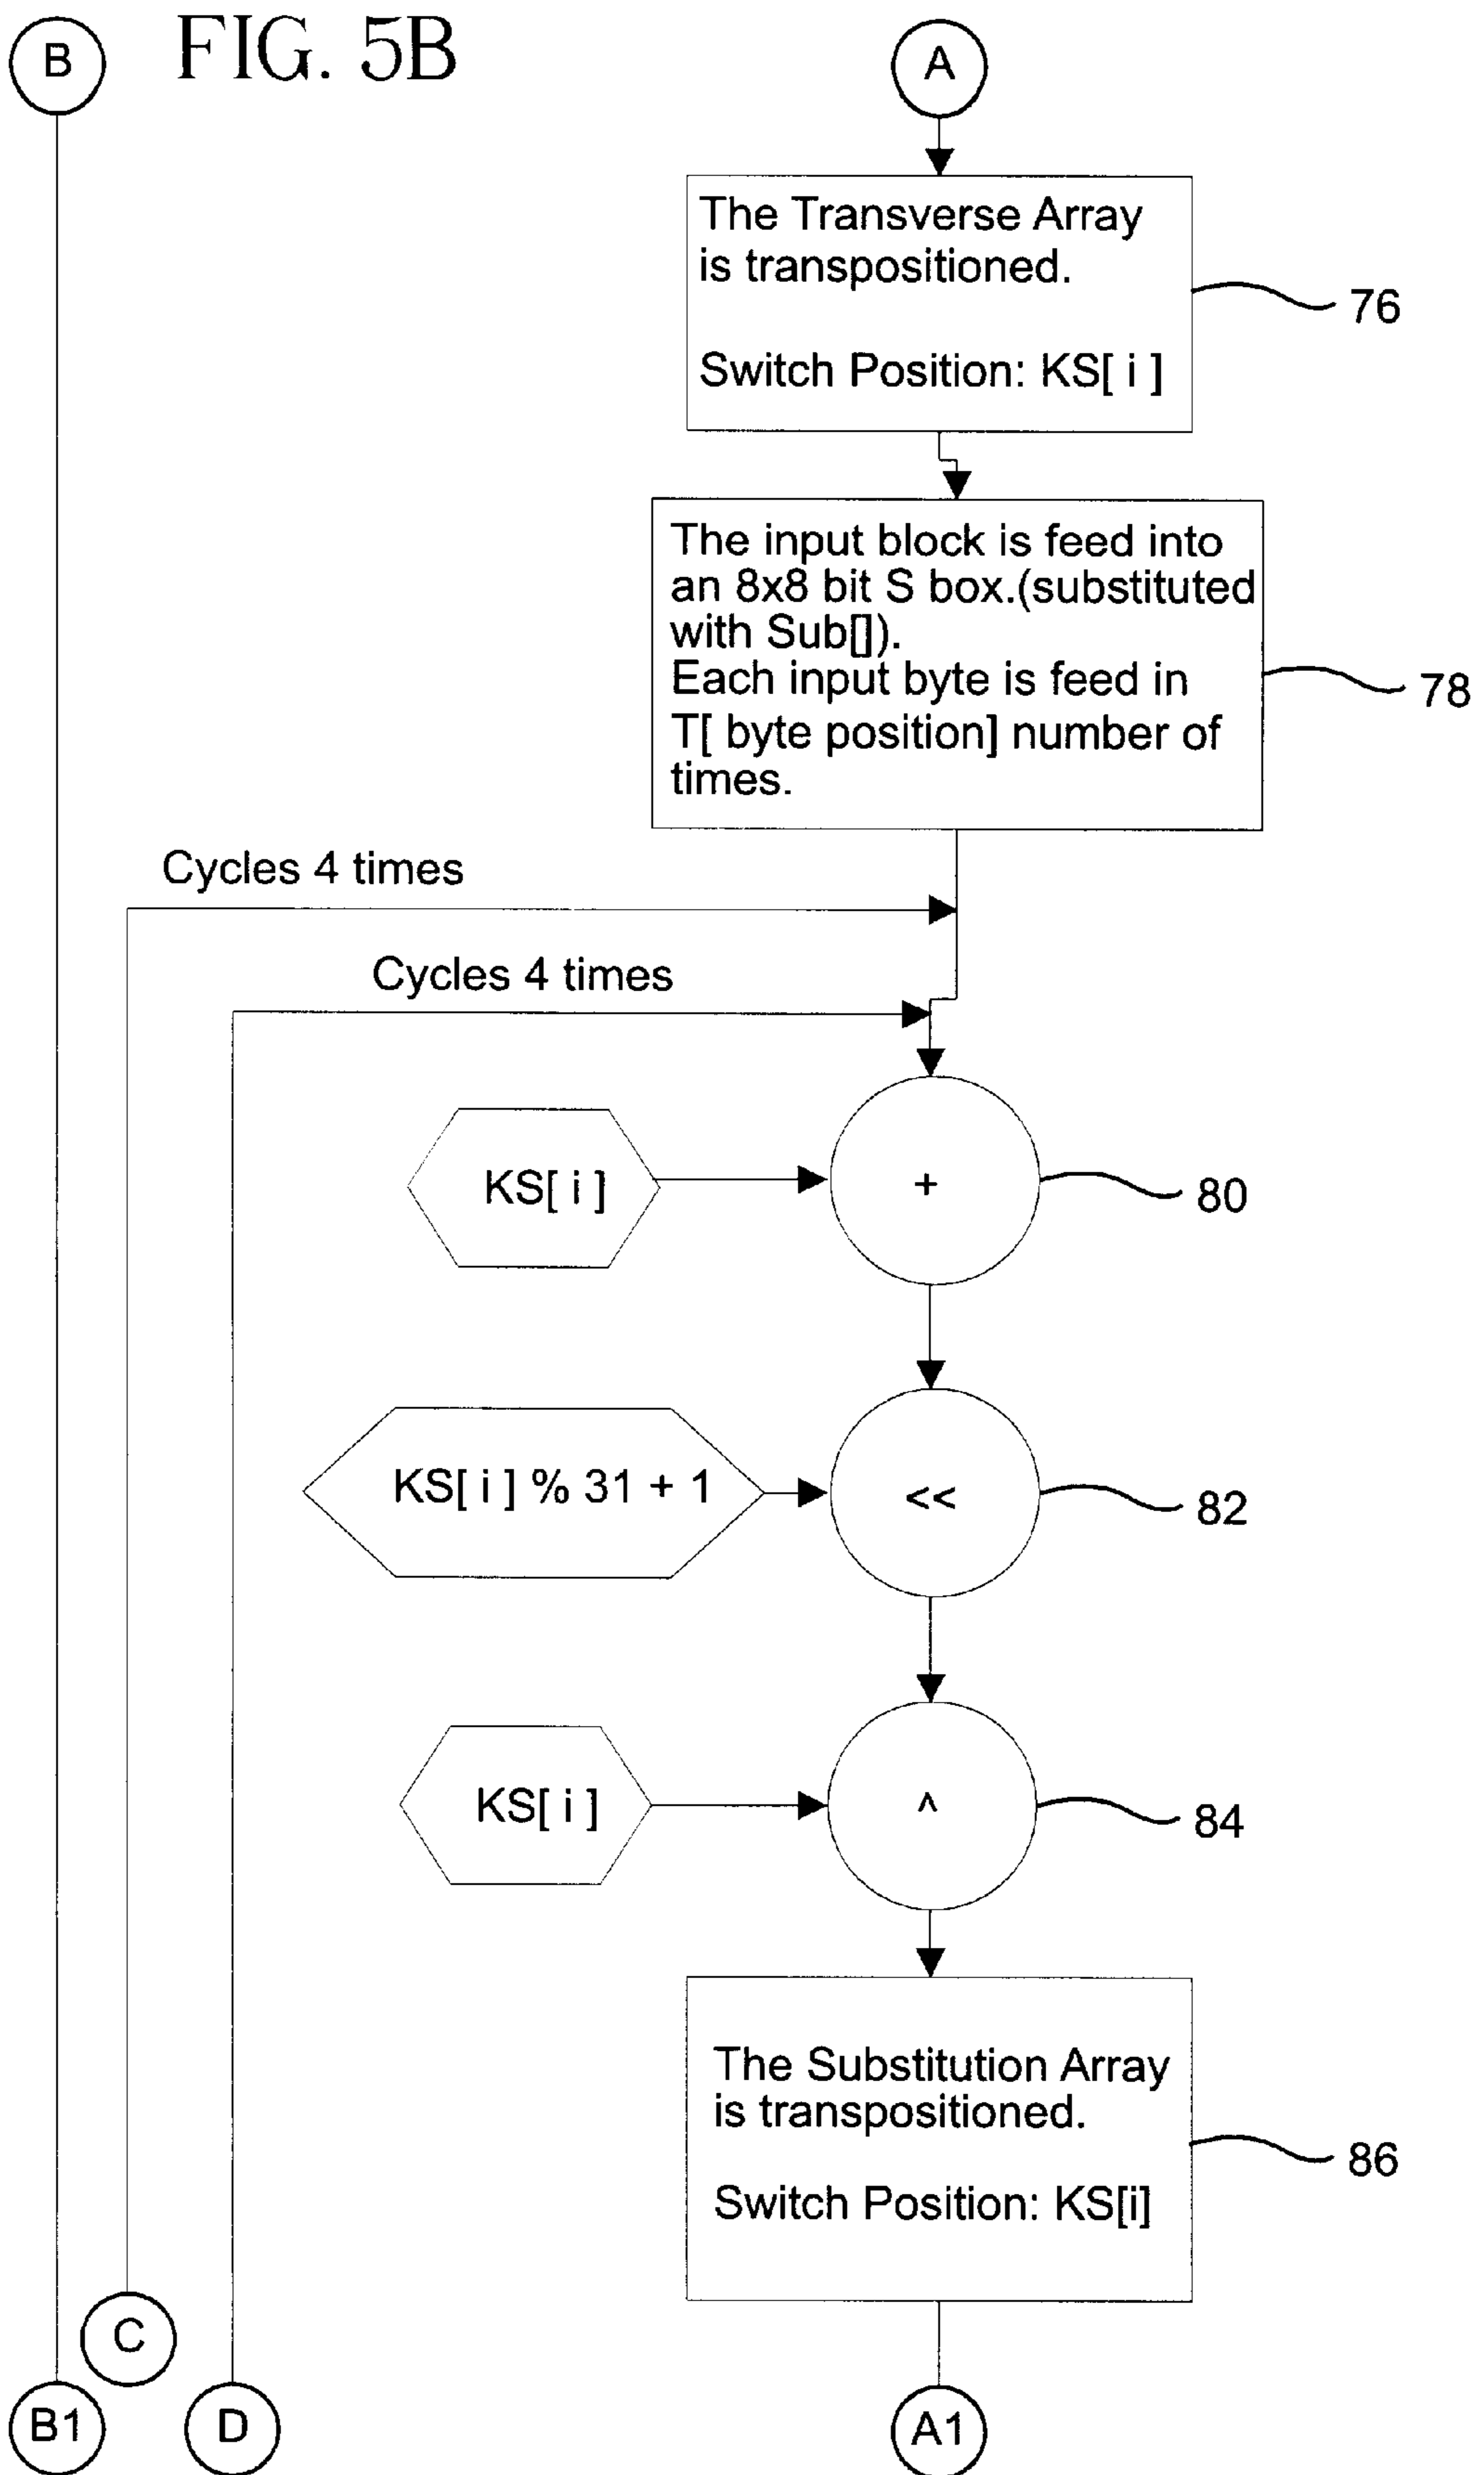 B
FIG. 5B
A
The Transverse Array
is transpositioned.
Switch Position: KS[ i ]
76
The input block is feed into
an 8x8 bit S box.(substituted
with Sub[]).
Each input byte is feed in
T[ byte position] number of
times.
78
Cycles 4 times
Cycles 4 times
KS[ i ]
+
80
KS[ i ] % 31 + 1
<<
82
KS[ i ]
^
84
The Substitution Array
is transpositioned.
Switch Position: KS[i]
86
C
B1
D
A1